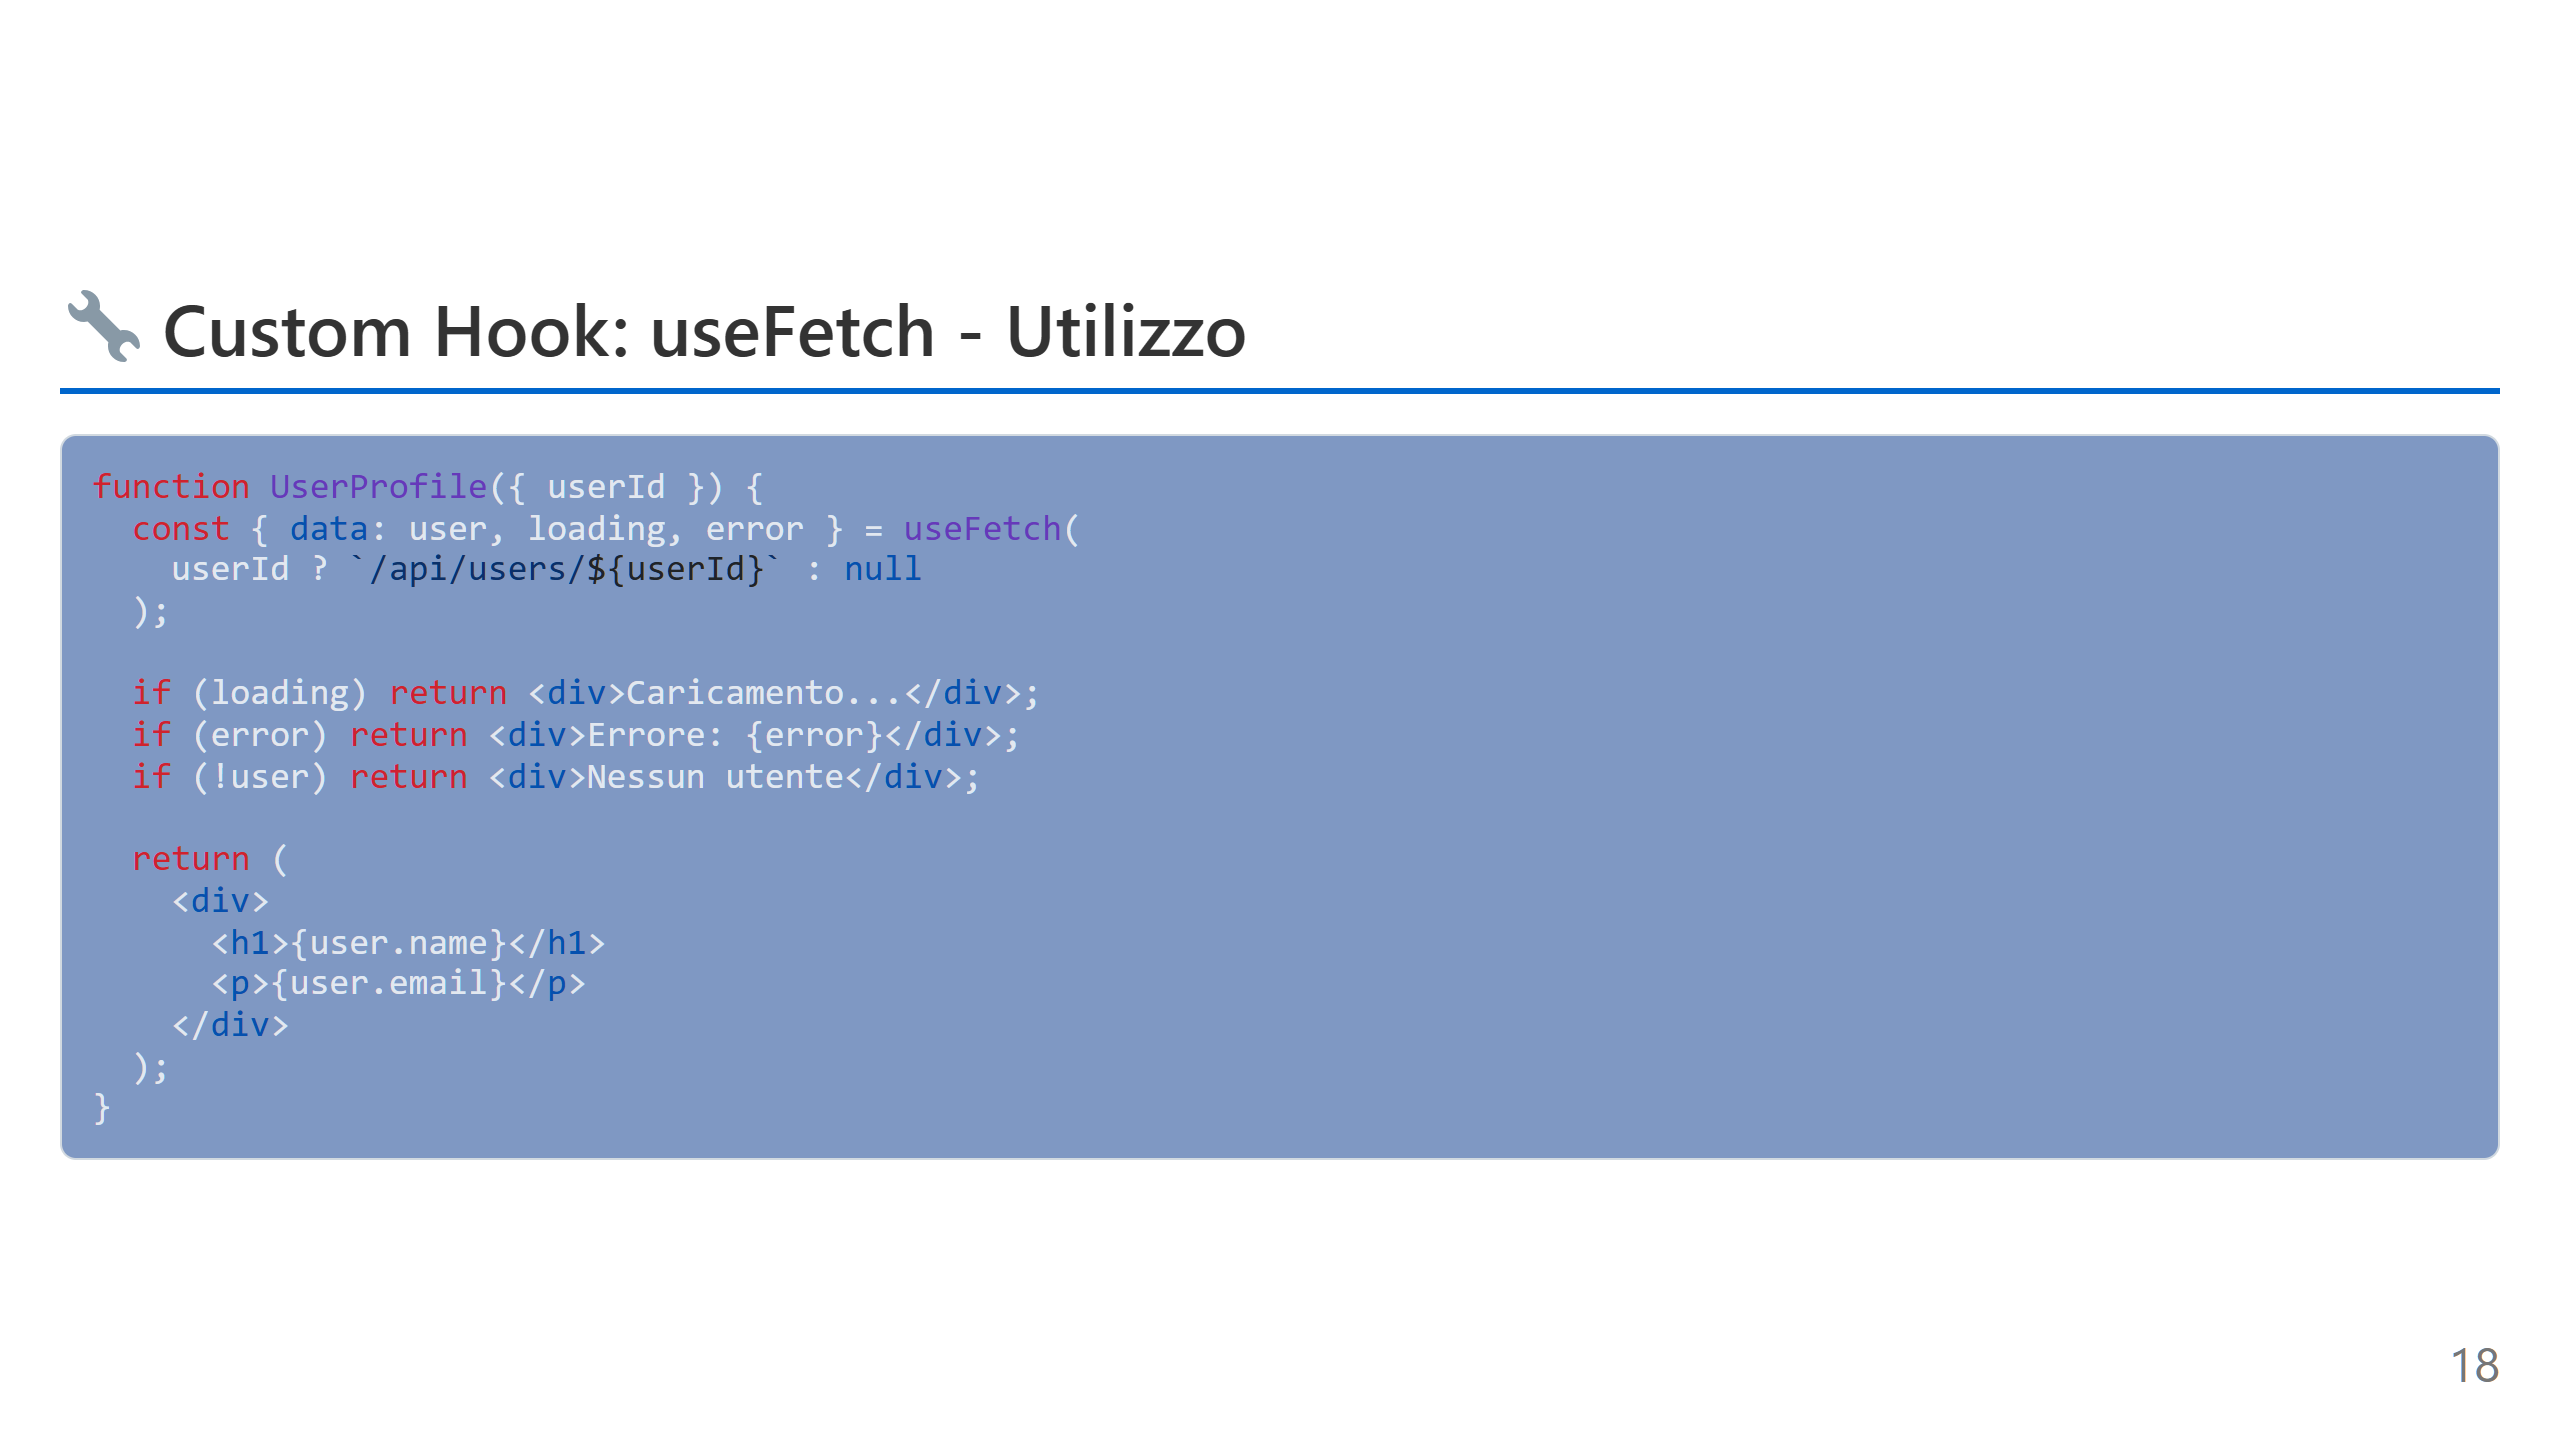 🔧 Custom Hook: useFetch - Utilizzo
function UserProfile({ userId }) {
  const { data: user, loading, error } = useFetch(
    userId ? `/api/users/${userId}` : null
  );

  if (loading) return <div>Caricamento...</div>;
  if (error) return <div>Errore: {error}</div>;
  if (!user) return <div>Nessun utente</div>;

  return (
    <div>
      <h1>{user.name}</h1>
      <p>{user.email}</p>
    </div>
  );
}
18